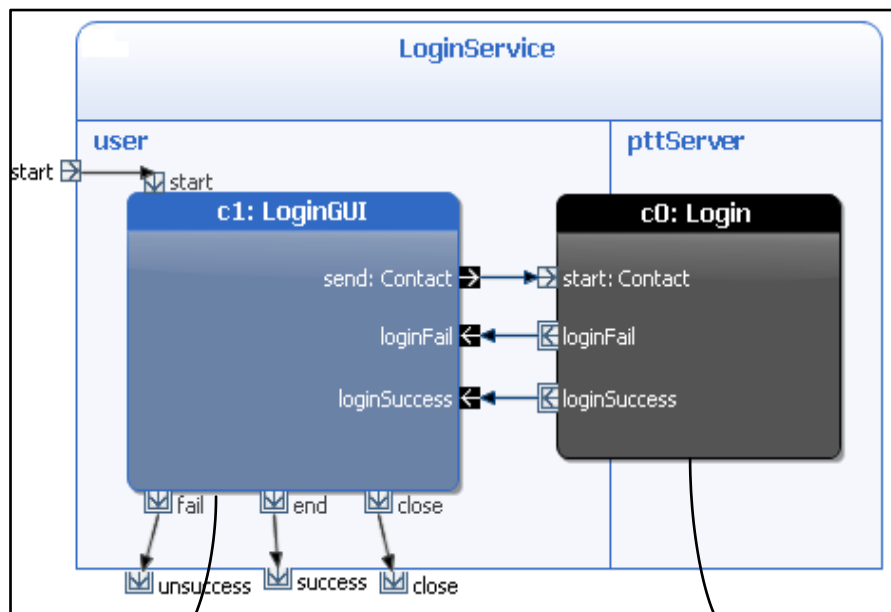 LoginService
user
pttServer
start
start
c1: LoginGUI
c0: Login
send: Contact
start: Contact
loginFail
loginFail
loginSuccess
loginSuccess
fail
end
close
unsuccess
success
close